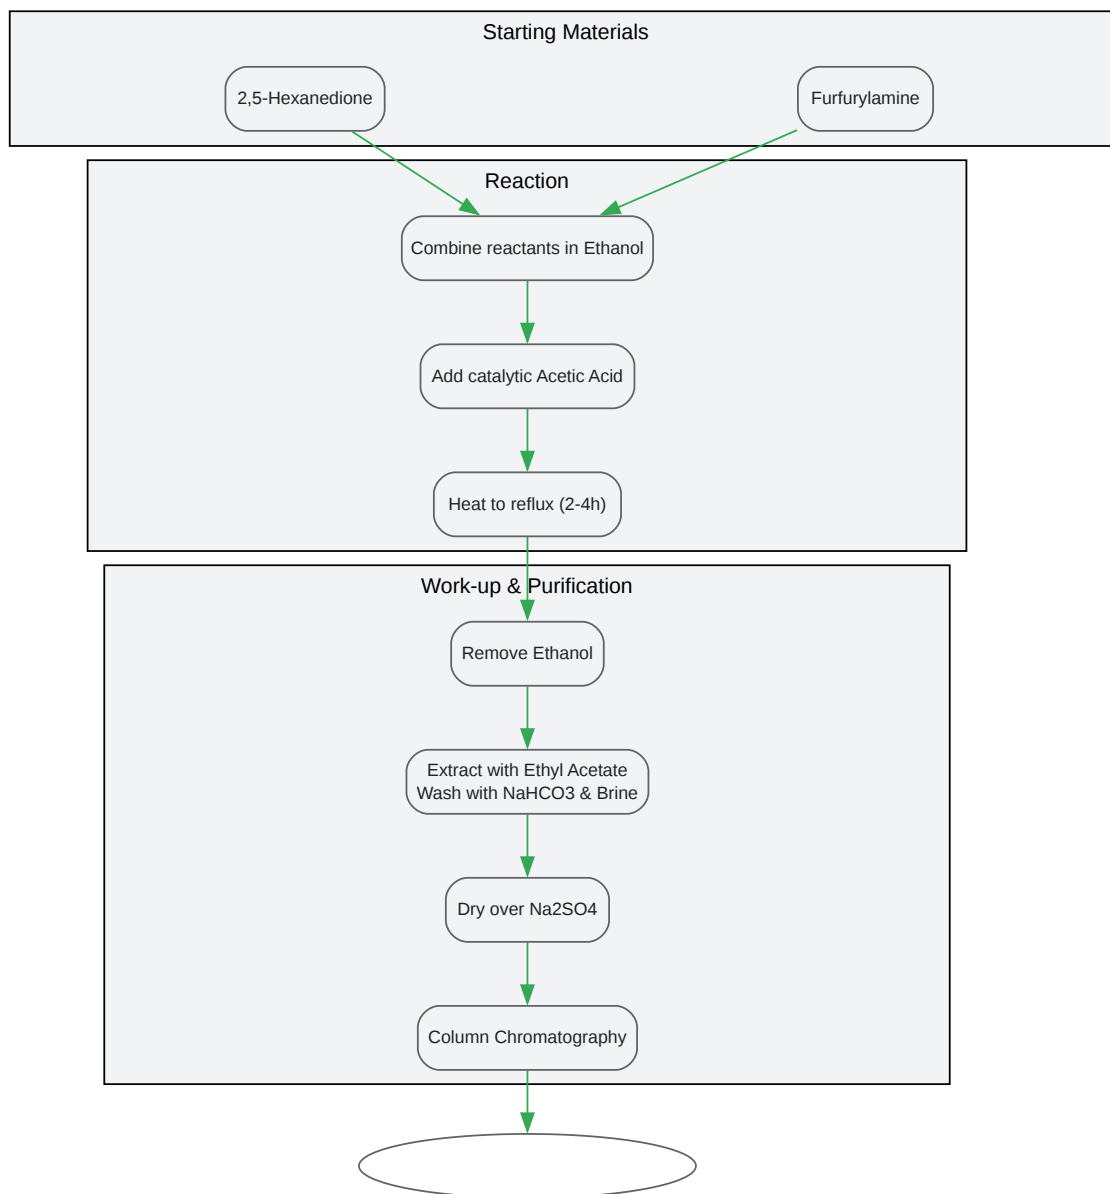 Starting Materials
2,5-Hexanedione
Furfurylamine
Reaction
Combine reactants in Ethanol
Add catalytic Acetic Acid
Heat to reflux (2-4h)
Work-up & Purification
Remove Ethanol
Extract with Ethyl Acetate
Wash with NaHCO3 & Brine
Dry over Na2SO4
Column Chromatography